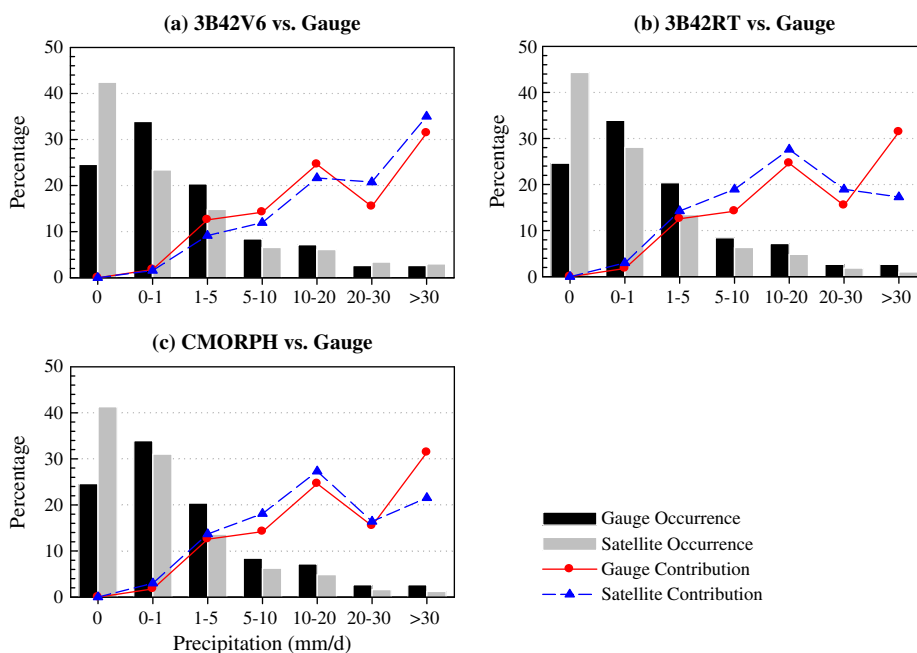 (a) 3B42V6 vs. Gauge
50
40
30
20
10
0
Percentage
0 0-1 1-5 5-10 10-20 20-30 >30
(b) 3B42RT vs. Gauge
50
40
30
20
10
0
Percentage
0 0-1 1-5 5-10 10-20 20-30 >30
(c) CMORPH vs. Gauge
50
40
30
20
10
0
Percentage
0 0-1 1-5 5-10 10-20 20-30 >30
Precipitation (mm/d)
Gauge Occurrence
Satellite Occurrence
Gauge Contribution
Satellite Contribution